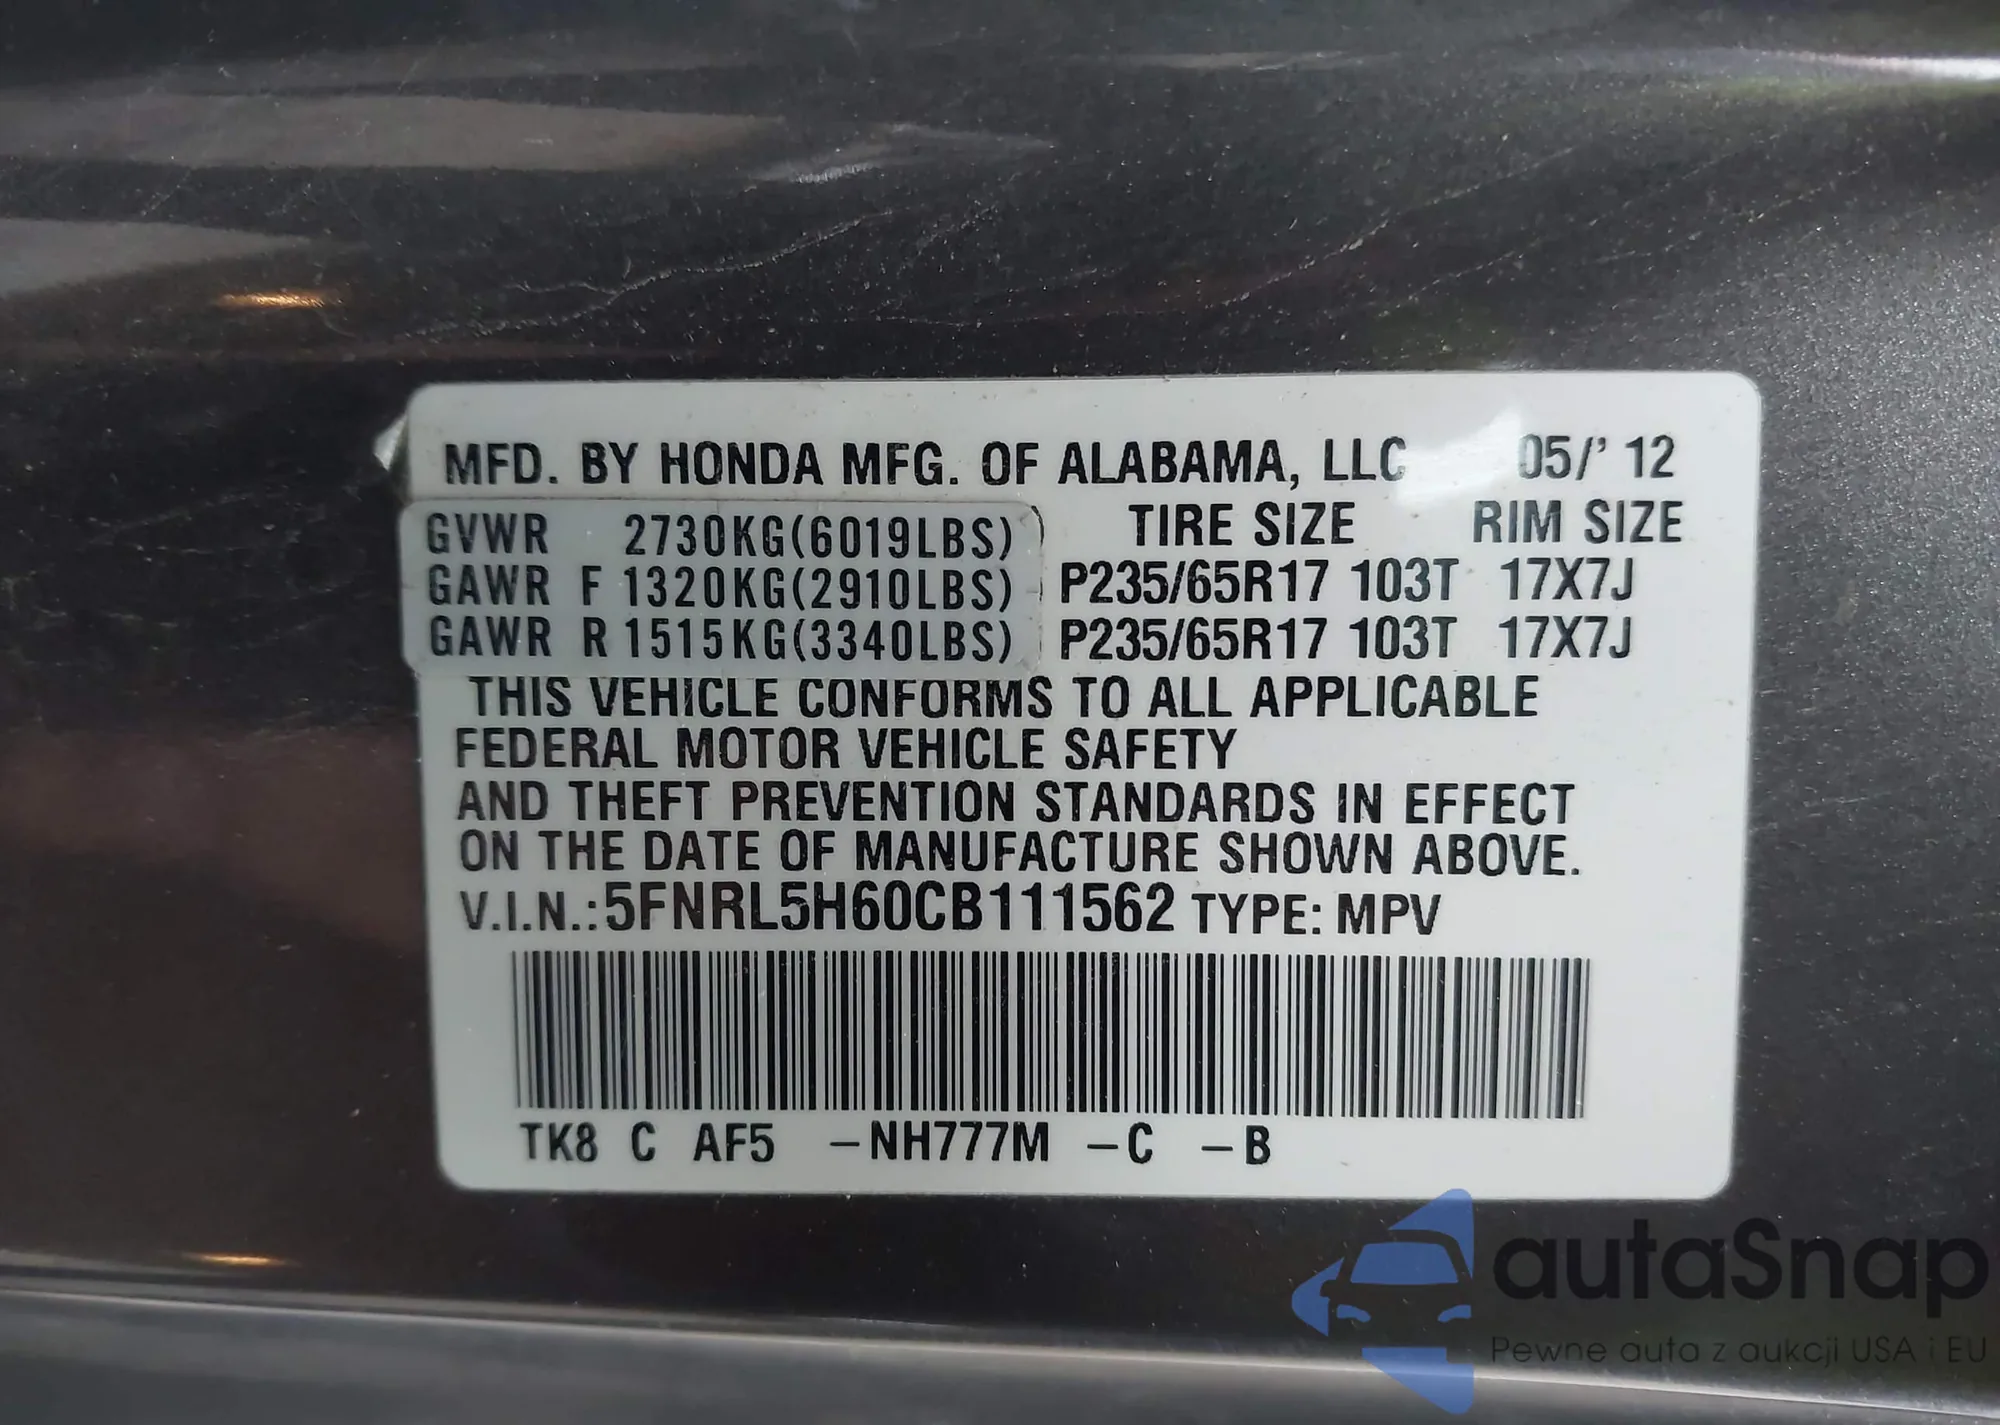 MFD. BY HONDA MFG. OF ALABAMA, LLC 05/' 12
GVWR 2730KG(6019LBS) TIRE SIZE RIM SIZE
GAWR F 1320KG(2910LBS) P235/65R17 103T 17X7J
GAWR R 1515KG(3340LBS) P235/65R17 103T 17X7J
THIS VEHICLE CONFORMS TO ALL APPLICABLE
FEDERAL MOTOR VEHICLE SAFETY
AND THEFT PREVENTION STANDARDS IN EFFECT
ON THE DATE OF MANUFACTURE SHOWN ABOVE.
V.I.N.:5FNRL5H60CB111562 TYPE: MPV
TK8 C AF5 -NH777M -C -B
autaSnap
Pewne auta z aukcji USA i EU